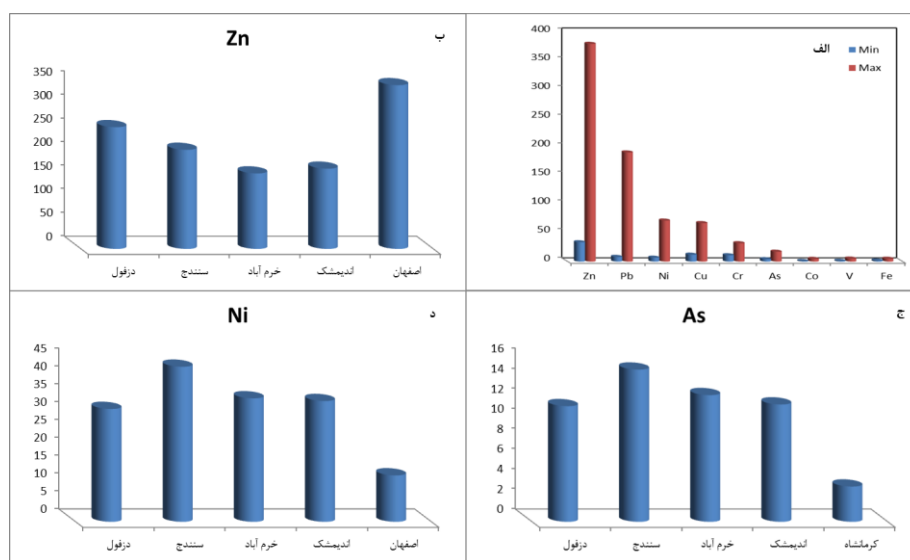 Zn
ب
350
300
250
200
150
100
50
0
دزفول
سنندج
خرم آباد
اندیمشک
اصفهان
الف
Min
Max
400
350
300
250
200
150
100
50
0
Zn
Pb
Ni
Cu
Cr
As
Co
V
Fe
Ni
د
45
40
35
30
25
20
15
10
5
0
دزفول
سنندج
خرم آباد
اندیمشک
اصفهان
As
ج
16
14
12
10
8
6
4
2
0
دزفول
سنندج
خرم آباد
اندیمشک
کرمانشاه